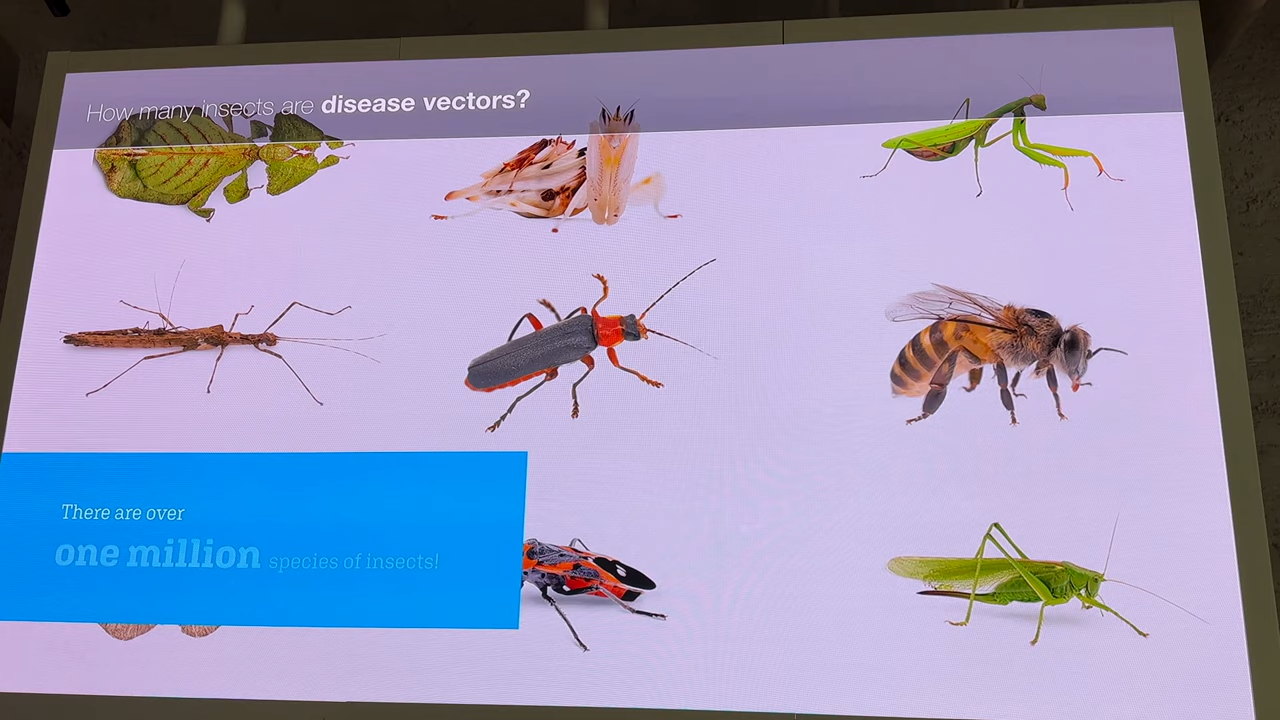 How many insects are disease vectors?
There are over
one million species of insects!